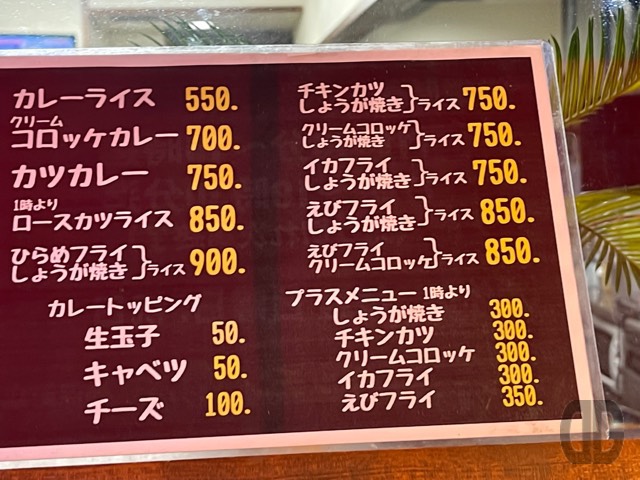 カレーライス 550.
クリーム
コロッケカレー 700.
カツカレー 750.
1時より
ロースカツライス 850.
ひらめフライ
しょうが焼き}ライス 900.
カレートッピング
生玉子 50.
キャベツ 50.
チーズ 100.
チキンカツ
しょうが焼き}ライス 750.
クリームコロッケ
しょうが焼き}ライス 750.
イカフライ
しょうが焼き}ライス 750.
えびフライ
しょうが焼き}ライス 850.
えびフライ
クリームコロッケ}ライス 850.
プラスメニュー 1時より
しょうが焼き 300.
チキンカツ 300.
クリームコロッケ 300.
イカフライ 300.
えびフライ 350.